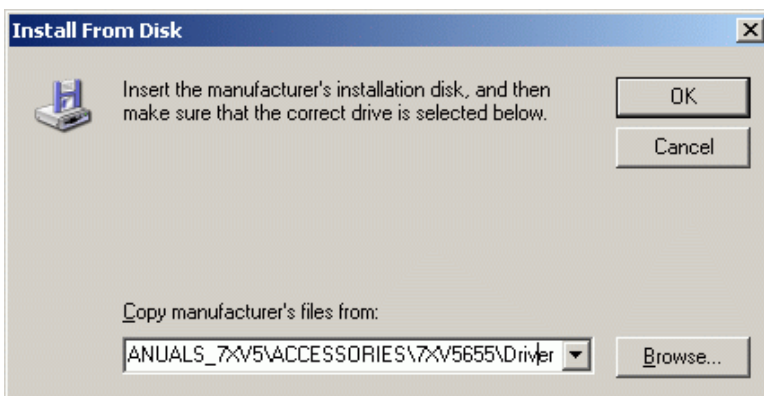 Install From Disk
Insert the manufacturer's installation disk, and then
make sure that the correct drive is selected below.
OK
Cancel
Copy manufacturer's files from:
ANUALS_7XV5\ACCESSORIES\7XV5655\Driver
Browse...